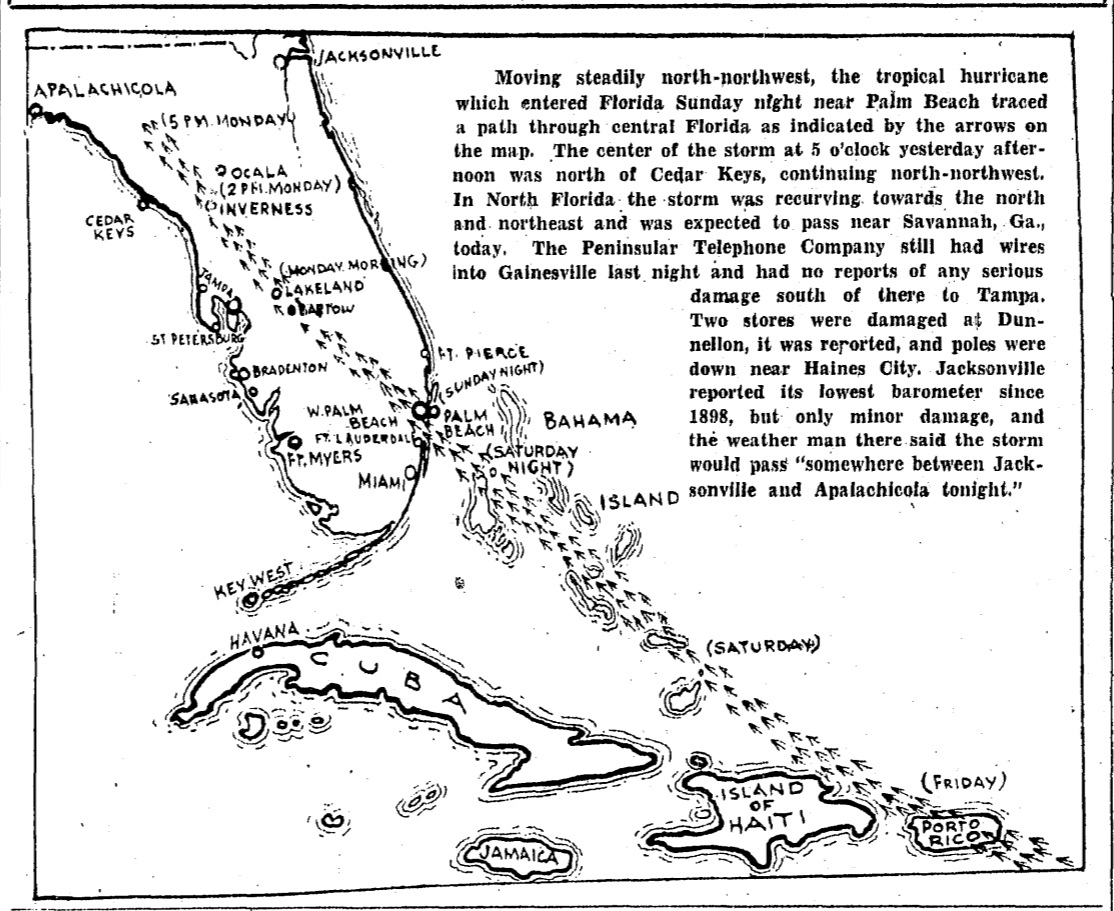 Moving steadily north-northwest, the tropical hurricane
which entered Florida Sunday night near Palm Beach traced
a path through central Florida as indicated by the arrows on
the map. The center of the storm at 5 o'clock yesterday after-
noon was north of Cedar Keys, continuing north-northwest.
In North Florida the storm was recurving towards the north
and northeast and was expected to pass near Savannah, Ga.,
today. The Peninsular Telephone Company still had wires
into Gainesville last night and had no reports of any serious
damage south of there to Tampa.
Two stores were damaged at Dun-
nellon, it was reported, and poles were
down near Haines City. Jacksonville
reported its lowest barometer since
1898, but only minor damage, and
the weather man there said the storm
would pass "somewhere between Jack-
sonville and Apalachicola tonight."
JACKSONVILLE
APALACHICOLA
(5 P.M. MONDAY)
OCALA
(2 P.M. MONDAY)
INVERNESS
CEDAR
KEYS
(MONDAY MORNING)
TAMPA
LAKELAND
BARTOW
ST PETERSBURG
FT. PIERCE
BRADENTON
(SUNDAY NIGHT)
SARASOTA
W. PALM
BEACH
PALM
BEACH
BAHAMA
FT. LAUDERDALE
FT. MYERS
(SATURDAY
NIGHT)
MIAMI
ISLAND
KEY WEST
HAVANA
CUBA
(SATURDAY)
(FRIDAY)
ISLAND
OF
HAITI
PORTO
RICO
JAMAICA